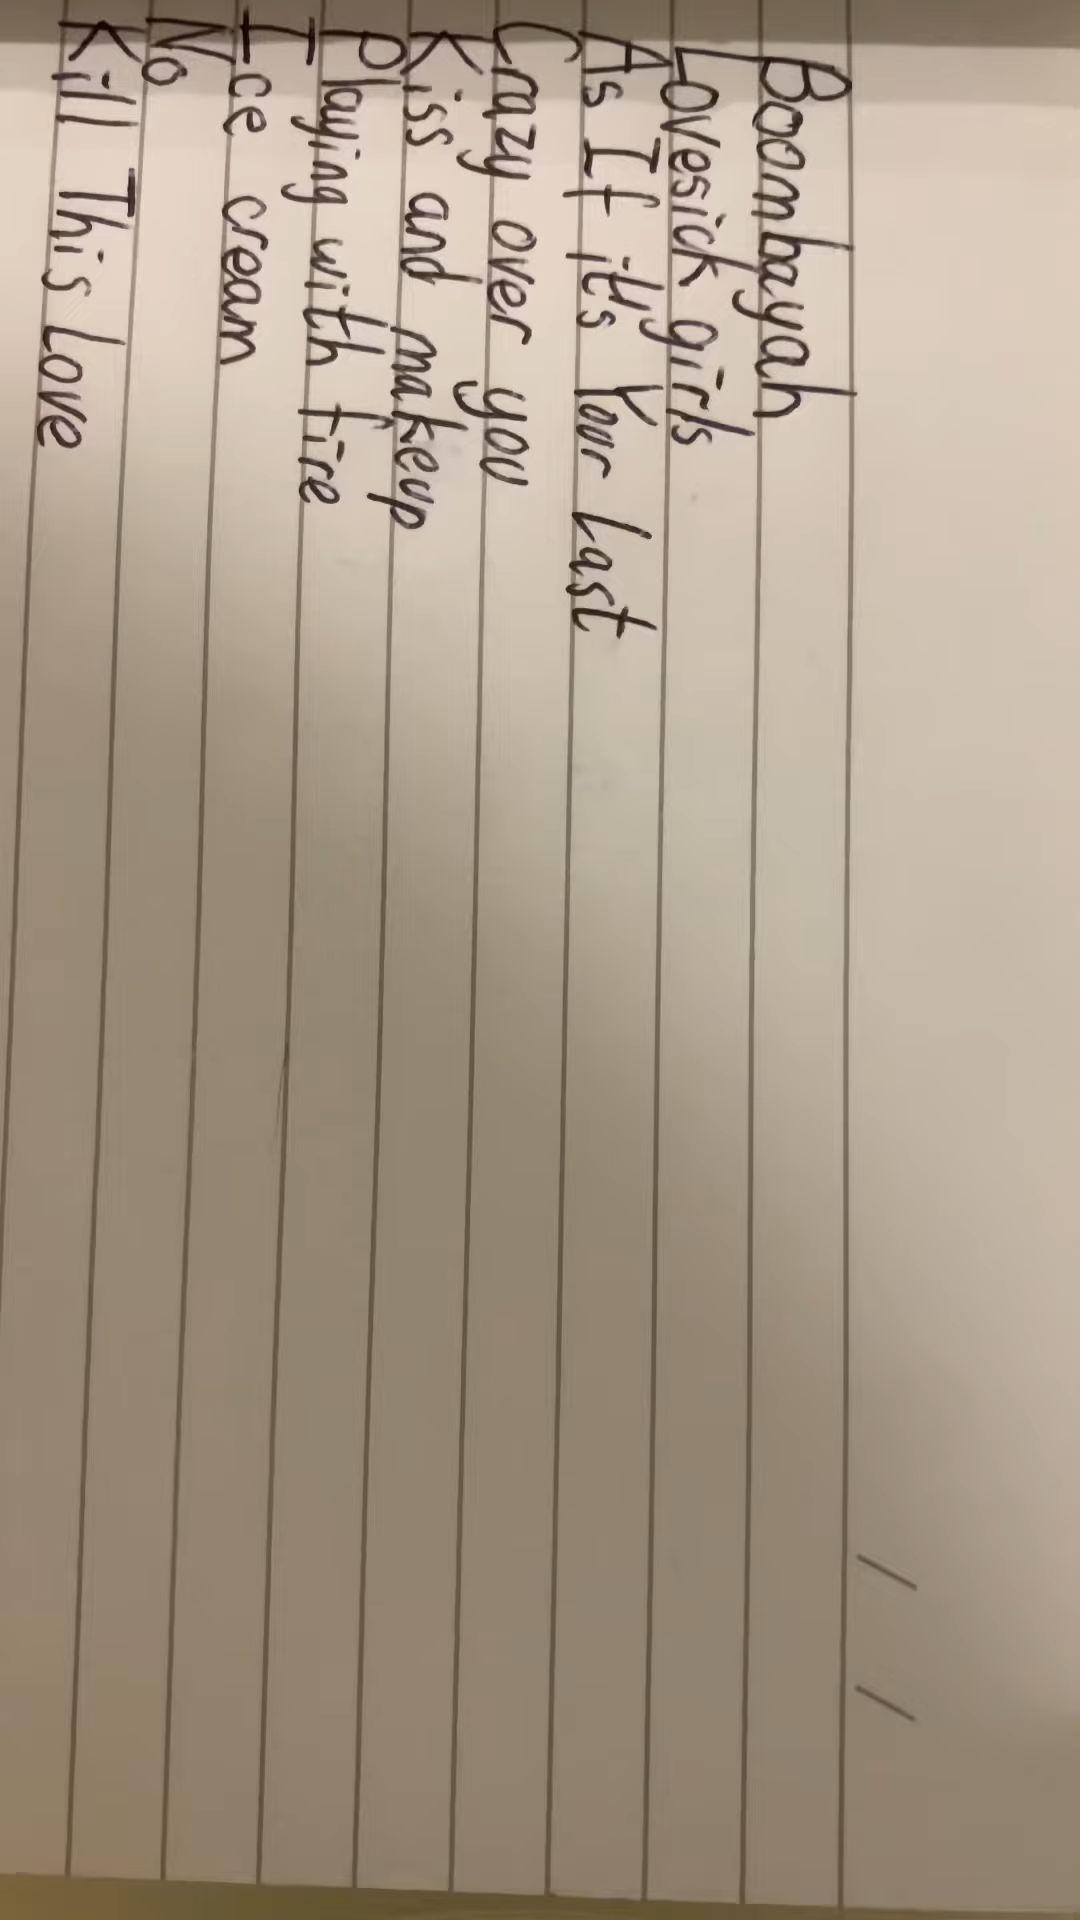 Boombayah
Lovesick girls
As If it's Your Last
Crazy over you
Kiss and makeup
Playing with fire
Ice cream
No
Kill This Love